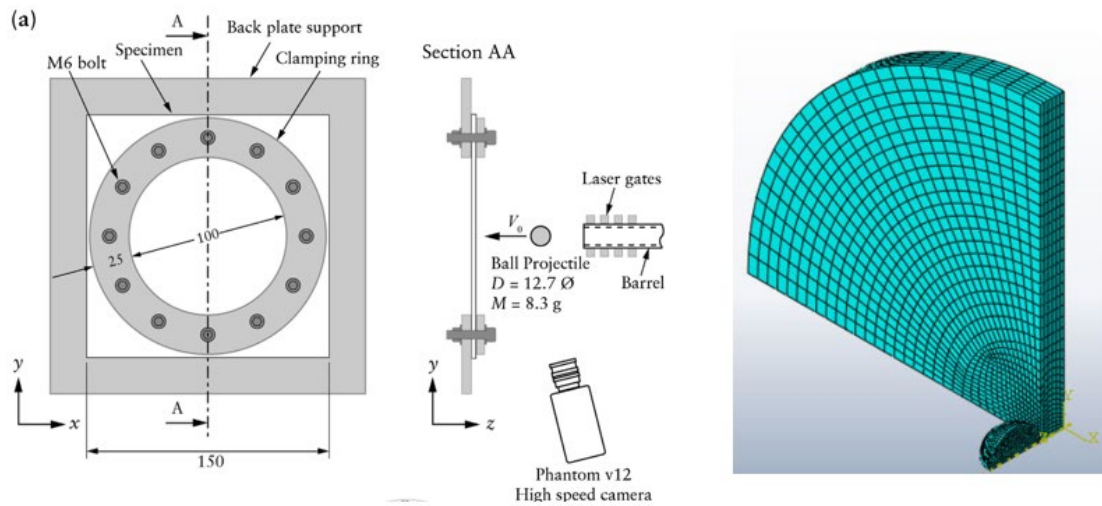 (a)
A
Back plate support
Specimen
Clamping ring
M6 bolt
100
25
y
x
A
150
Section AA
Laser gates
V₀
Ball Projectile
D = 12.7 Ø
M = 8.3 g
Barrel
y
z
Phantom v12
High speed camera
Y
Z
X